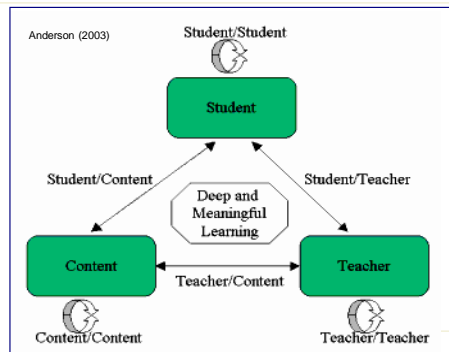 Anderson (2003)
Student/Student
Student
Student/Content
Student/Teacher
Deep and
Meaningful
Learning
Content
Teacher/Content
Teacher
Content/Content
Teacher/Teacher